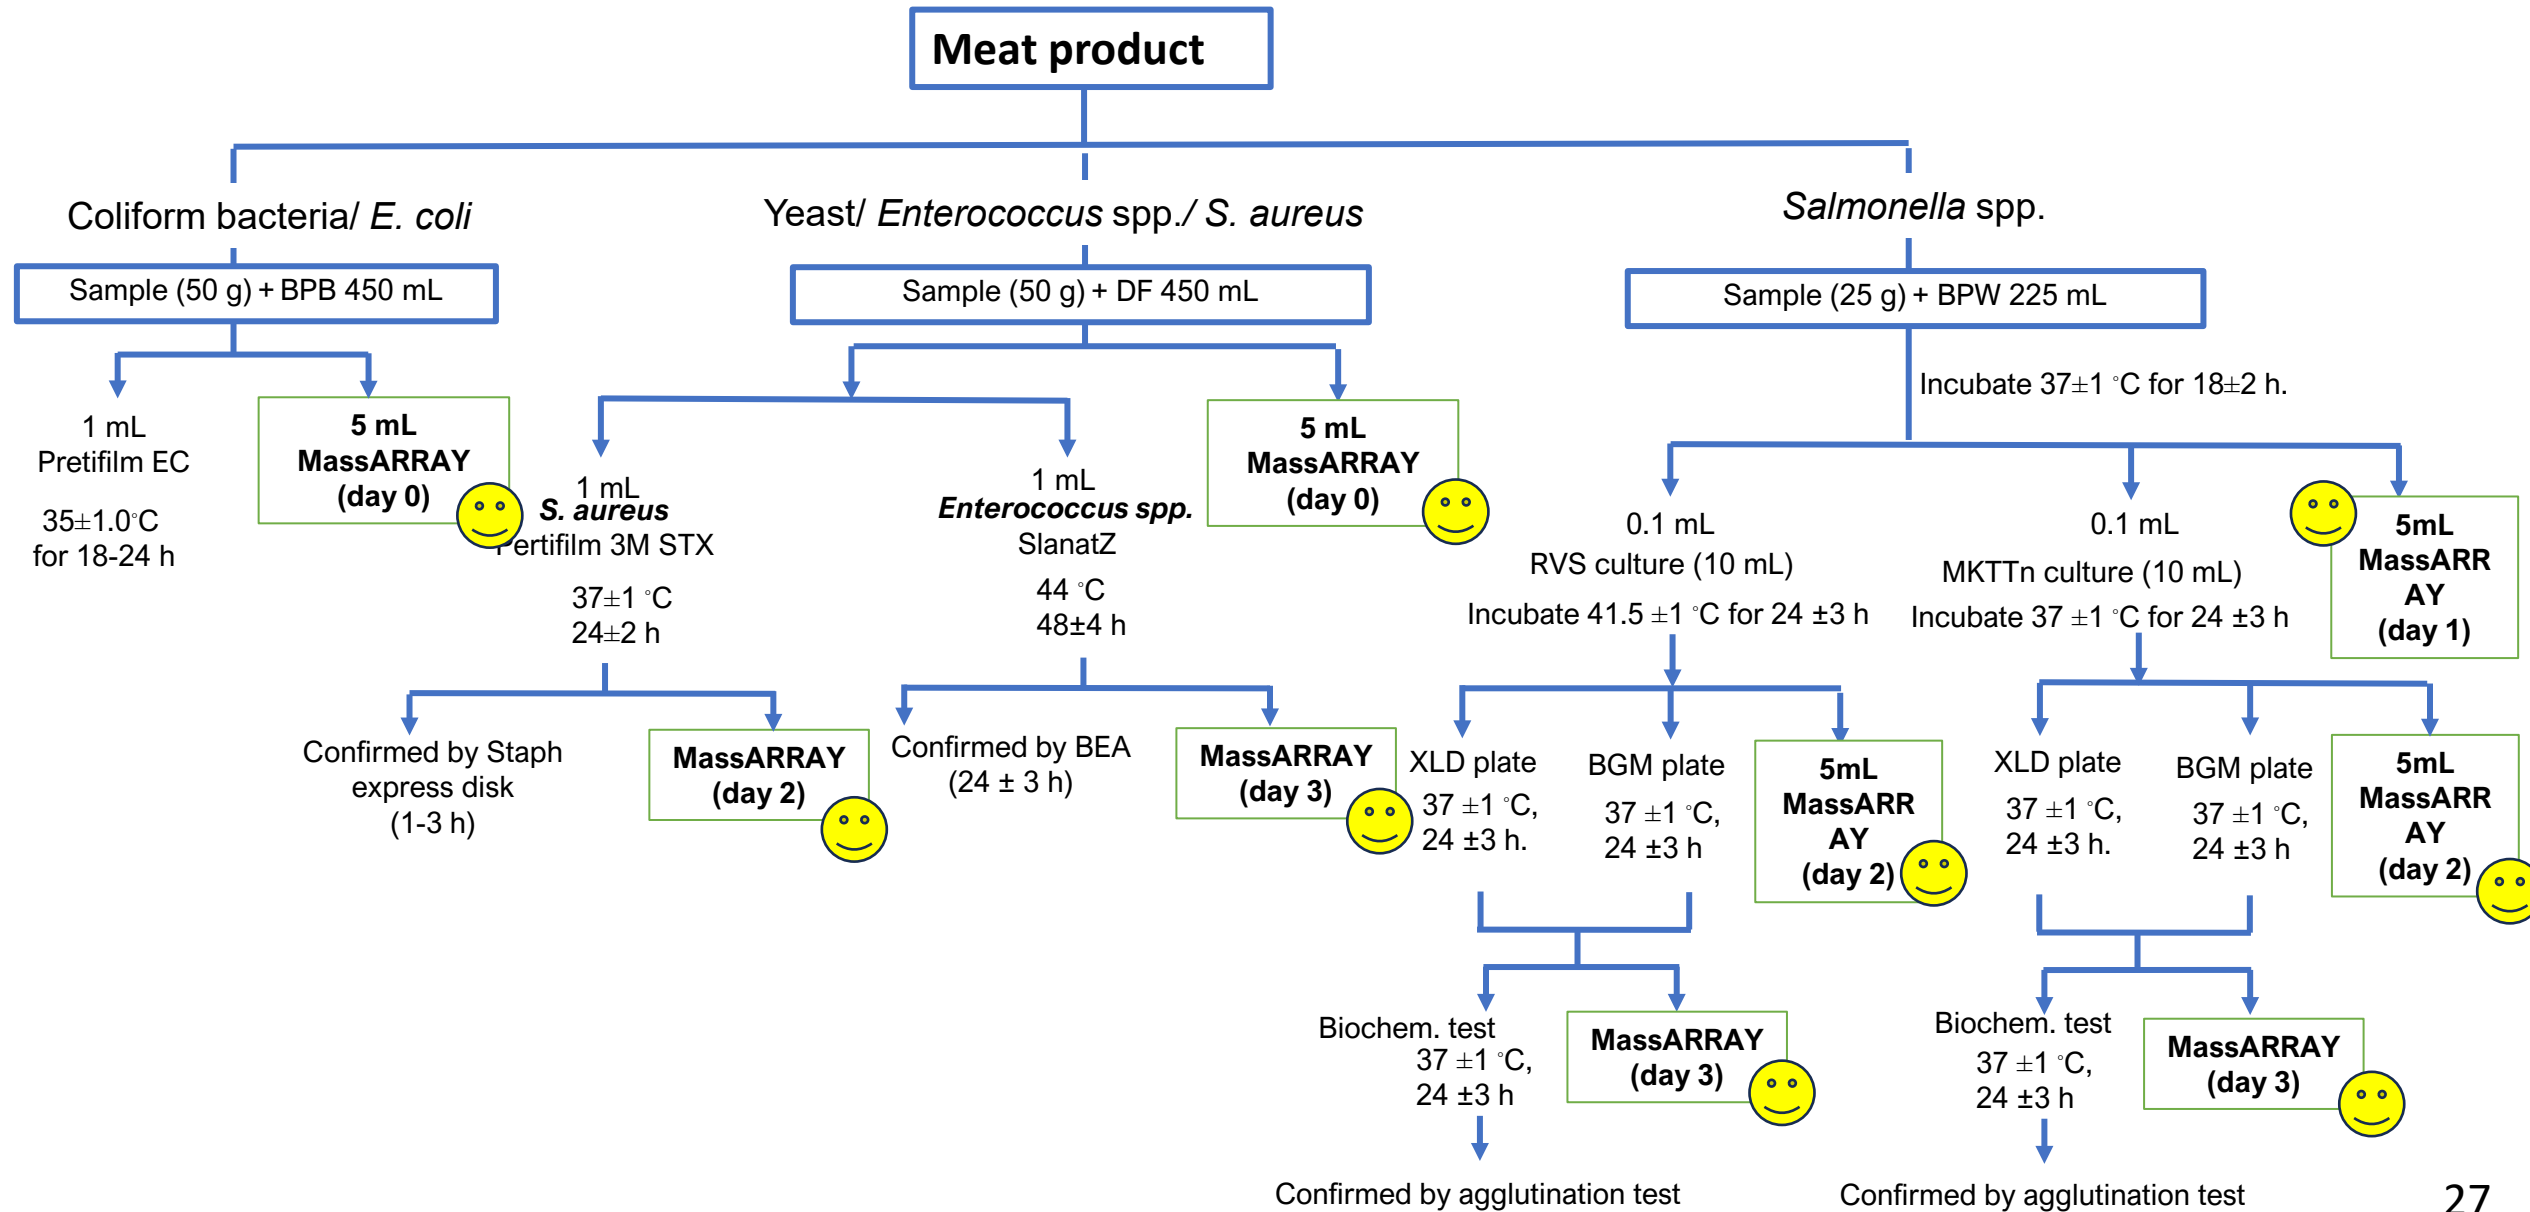 Meat product
Coliform bacteria/ E. coli
Sample (50 g) + BPB 450 mL
1 mL
Pretifilm EC
35±1.0°C
for 18-24 h
5 mL
MassARRAY
(day 0)
Yeast/ Enterococcus spp./ S. aureus
Sample (50 g) + DF 450 mL
1 mL
S. aureus
Pertifilm 3M STX
37±1 °C
24±2 h
Confirmed by Staph
express disk
(1-3 h)
MassARRAY
(day 2)
1 mL
Enterococcus spp.
SlanatZ
44 °C
48±4 h
Confirmed by BEA
(24 ± 3 h)
MassARRAY
(day 3)
5 mL
MassARRAY
(day 0)
Salmonella spp.
Sample (25 g) + BPW 225 mL
Incubate 37±1 °C for 18±2 h.
0.1 mL
RVS culture (10 mL)
Incubate 41.5 ±1 °C for 24 ±3 h
XLD plate
37 ±1 °C,
24 ±3 h.
BGM plate
37 ±1 °C,
24 ±3 h
5mL
MassARR
AY
(day 2)
Biochem. test
37 ±1 °C,
24 ±3 h
MassARRAY
(day 3)
Confirmed by agglutination test
0.1 mL
MKTTn culture (10 mL)
Incubate 37 ±1 °C for 24 ±3 h
XLD plate
37 ±1 °C,
24 ±3 h.
BGM plate
37 ±1 °C,
24 ±3 h
5mL
MassARR
AY
(day 2)
Biochem. test
37 ±1 °C,
24 ±3 h
MassARRAY
(day 3)
Confirmed by agglutination test
5mL
MassARR
AY
(day 1)
27